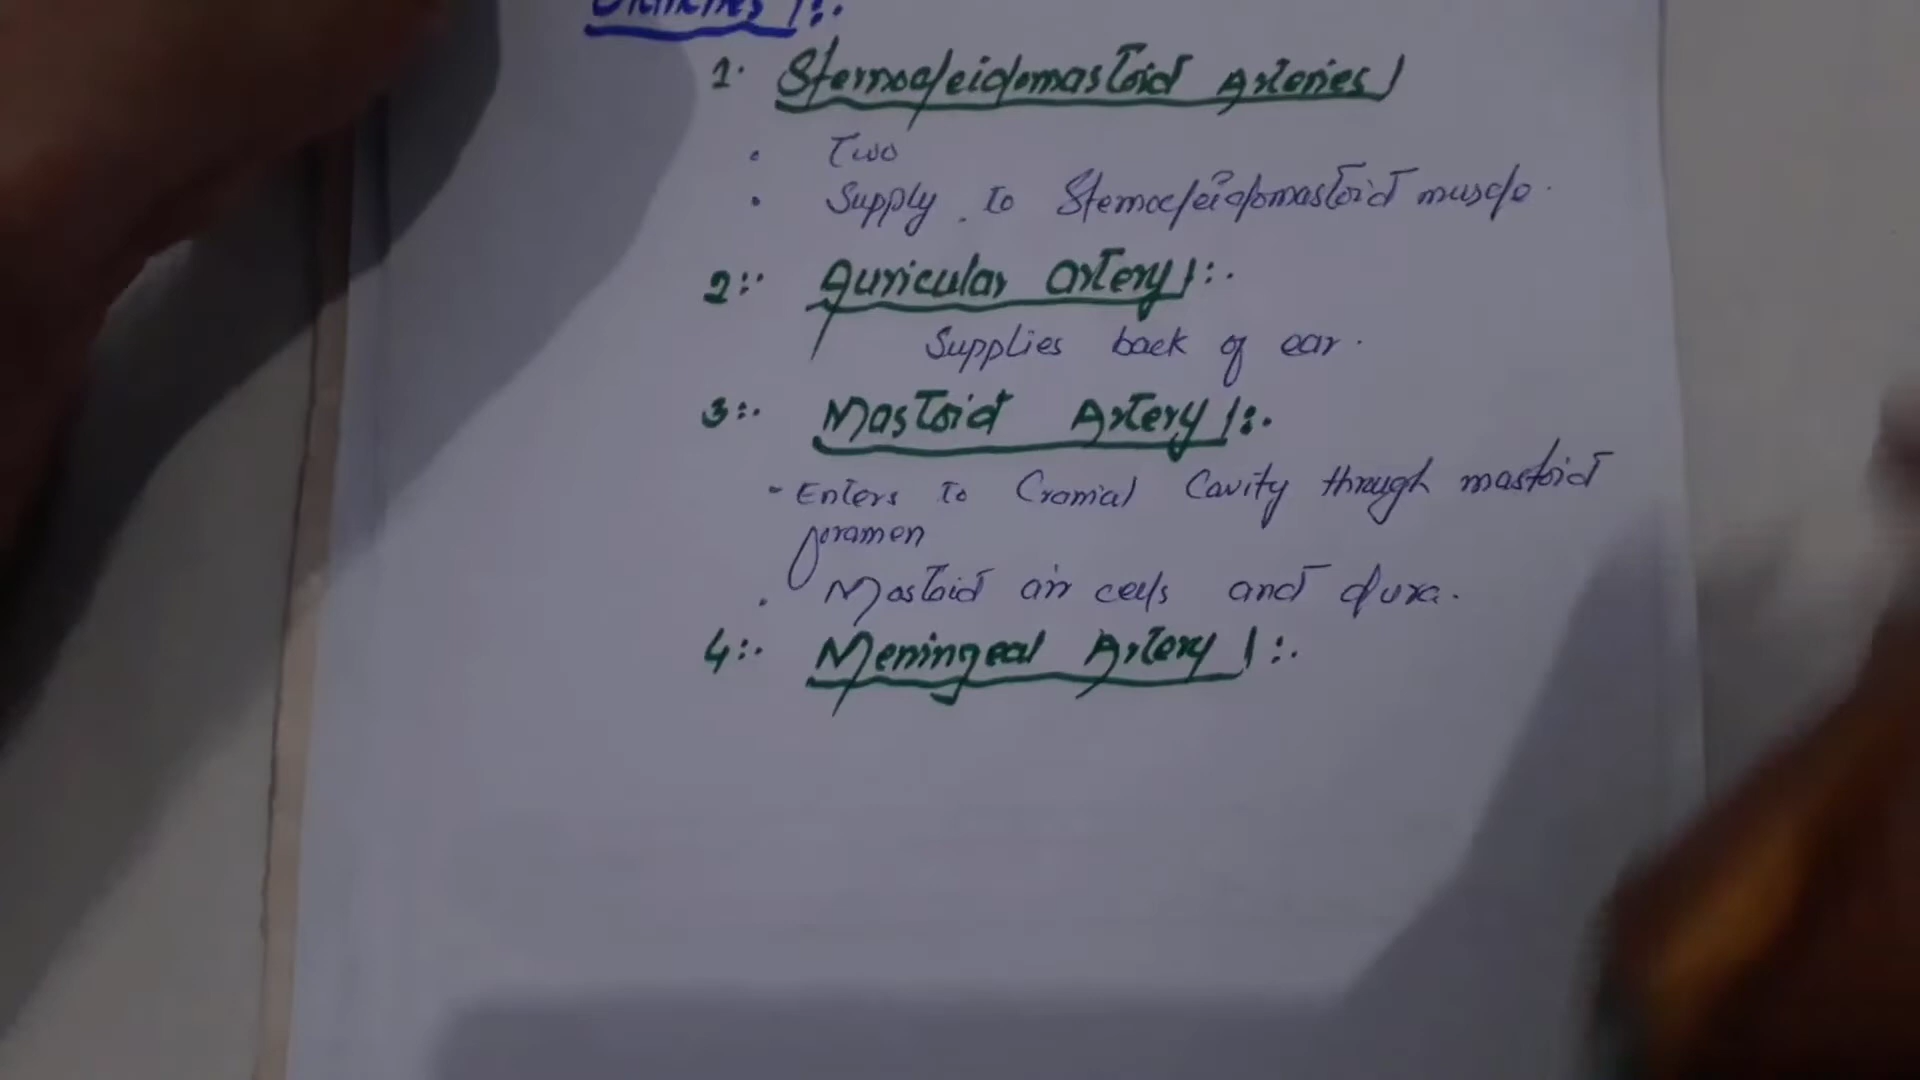 Branches :.
1. Sternocleidomastoid Arteries
. Two
. Supply . to Sternocleidomastoid muscle.
2:. Auricular artery :.
Supplies back of ear.
3:. Mastoid Artery :.
- Enters to Cranial Cavity through mastoid
foramen
. Mastoid air cells and dura.
4:. Meningeal Artery :.